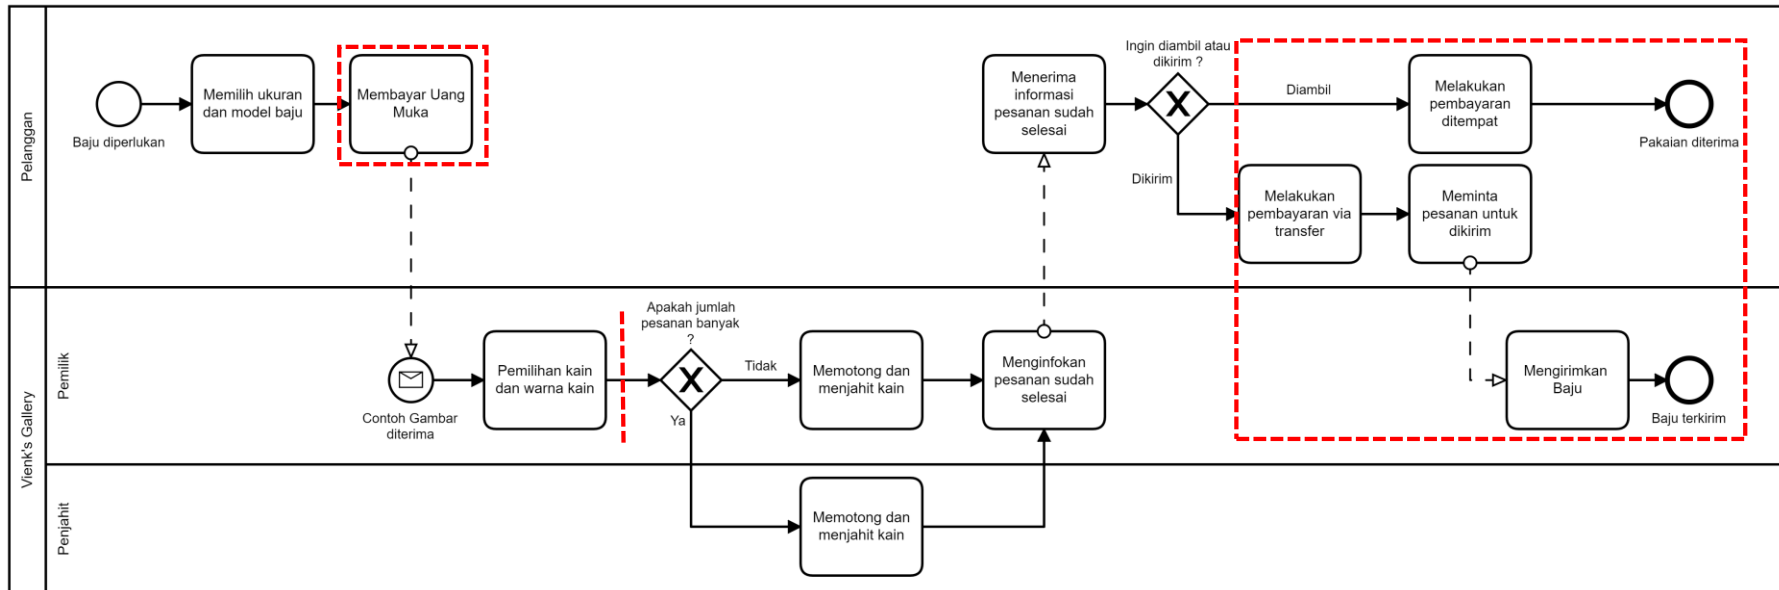 Pelanggan
Baju diperlukan
Memilih ukuran
dan model baju
Membayar Uang
Muka
Menerima
informasi
pesanan sudah
selesai
Ingin diambil atau
dikirim ?
Diambil
Dikirim
Melakukan
pembayaran
ditempat
Pakaian diterima
Melakukan
pembayaran via
transfer
Meminta
pesanan untuk
dikirim
Vienk's Gallery
Pemilik
Contoh Gambar
diterima
Pemilihan kain
dan warna kain
Apakah jumlah
pesanan banyak
?
Tidak
Ya
Memotong dan
menjahit kain
Menginfokan
pesanan sudah
selesai
Mengirimkan
Baju
Baju terkirim
Penjahit
Memotong dan
menjahit kain